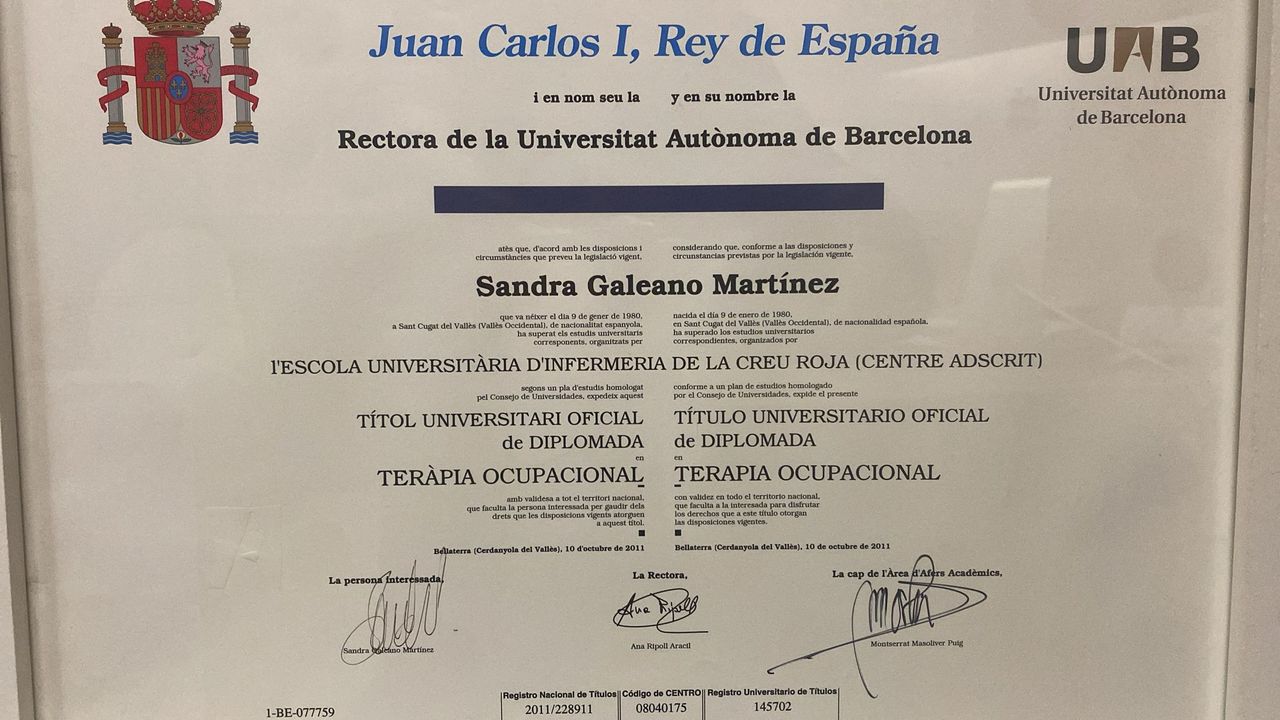 Juan Carlos I, Rey de España
UAB
Universitat Autònoma
de Barcelona
i en nom seu la
y en su nombre la
Rectora de la Universitat Autònoma de Barcelona
atès que, d'acord amb les disposicions i
circumstàncies que preveu la legislació vigent,
considerando que, conforme a las disposiciones y
circunstancias previstas por la legislación vigente,
Sandra Galeano Martínez
que va néixer el dia 9 de gener de 1980,
a Sant Cugat del Vallès (Vallès Occidental), de nacionalitat espanyola,
ha superat els estudis universitaris
corresponents, organitzats per
nacida el día 9 de enero de 1980,
en Sant Cugat del Vallès (Vallès Occidental), de nacionalidad española,
ha superado los estudios universitarios
correspondientes, organizados por
l'ESCOLA UNIVERSITÀRIA D'INFERMERIA DE LA CREU ROJA (CENTRE ADSCRIT)
segons un pla d'estudis homologat
pel Consejo de Universidades, expedeix aquest
conforme a un plan de estudios homologado
por el Consejo de Universidades, expide el presente
TÍTOL UNIVERSITARI OFICIAL
de DIPLOMADA
en
TERÀPIA OCUPACIONAL
TÍTULO UNIVERSITARIO OFICIAL
de DIPLOMADA
en
TERAPIA OCUPACIONAL
amb validesa a tot el territori nacional,
que faculta la persona interessada per gaudir dels
drets que les disposicions vigents atorguen
a aquest títol.
con validez en todo el territorio nacional,
que faculta a la interesada para disfrutar
los derechos que a este título otorgan
las disposiciones vigentes.
Bellaterra (Cerdanyola del Vallès), 10 d'octubre de 2011
Bellaterra (Cerdanyola del Vallès), 10 de octubre de 2011
La persona interessada,
Sandra Galeano Martínez
La Rectora,
Ana Ripoll
Ana Ripoll Aracil
La cap de l'Àrea d'Afers Acadèmics,
Montserrat Masoliver Puig
1-BE-077759
Registro Nacional de Títulos
2011/228911
Código de CENTRO
08040175
Registro Universitario de Títulos
145702